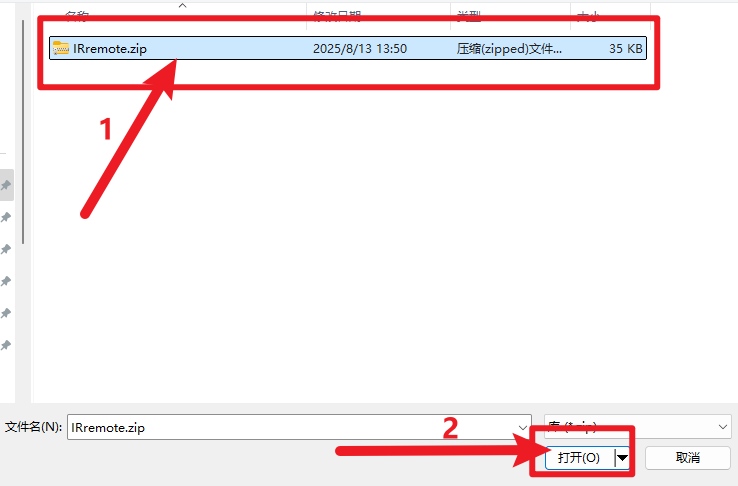 名称 修改日期 类型 大小
IRremote.zip 2025/8/13 13:50 压缩(zipped)文件... 35 KB
1
2
文件名(N): IRremote.zip 库 (*.zip)
打开(O) 取消